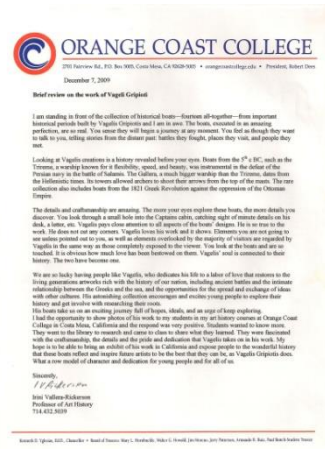 ORANGE COAST COLLEGE
2701 Fairview Rd., P.O. Box 5005, Costa Mesa, CA 92628-5005 • orangecoastcollege.edu • President, Robert Dees
December 7, 2009
Brief review on the work of Vageli Gripioti
I am standing in front of the collection of historical boats—fourteen all-together—from important
historical periods built by Vagelis Gripiotis and I am in awe. The boats, executed in an amazing
perfection, are so real. You sense they will begin a journey at any moment. You feel as though they want
to talk to you, telling stories from the distant past: battles they fought, places they visit, and people they
met.
Looking at Vagelis creations is a history revealed before your eyes. Boats from the 5th c BC, such as the
Trireme, a warship known for it flexibility, speed, and beauty, was instrumental in the defeat of the
Persian navy in the battle of Salamis. The Gallera, a much bigger warship than the Trireme, dates from
the Hellenistic times. Its towers allowed archers to shoot their arrows from the top of the masts. The rare
collection also includes boats from the 1821 Greek Revolution against the oppression of the Ottoman
Empire.
The details and craftsmanship are amazing. The more your eyes explore these boats, the more details you
discover. You look through a small hole into the Captains cabin, catching sight of minute details on his
desk, a letter, etc. Vagelis pays close attention to all aspects of the boats' designs. He is so true to the
work. He does not cut any corners. Vagelis loves his work and it shows. Elements you are not going to
see unless pointed out to you, as well as elements overlooked by the majority of visitors are regarded by
Vagelis in the same way as those completely exposed to the viewer. You look at the boats and are so
touched. It is obvious how much love has been bestowed on them. Vagelis' soul is connected to their
history. The two have become one.
We are so lucky having people like Vagelis, who dedicates his life to a labor of love that restores to the
living generations artworks rich with the history of our nation, including ancient battles and the intimate
relationship between the Greeks and the sea, and the opportunities for the spread and exchange of ideas
with other cultures. His astonishing collection encourages and excites young people to explore their
history and get involve with researching their roots.
His boats take us on an exciting journey full of hopes, ideals, and an urge of keep exploring.
I had the opportunity to show photos of his work to my students in my art history courses at Orange Coast
College in Costa Mesa, California and the respond was very positive. Students wanted to know more.
They went to the library to research and came to class to share what they learned. They were fascinated
with the craftsmanship, the details and the pride and dedication that Vagelis takes on in his work. My
hope is to be able to bring an exhibit of his work to California and expose people to the wonderful history
that these boats reflect and inspire future artists to be the best that they can be, as Vagelis Gripiotis does.
What a row model of character and dedication for young people and for all of us.
Sincerely,
Irini Vallera-Rickerson
Professor of Art History
714.432.5039